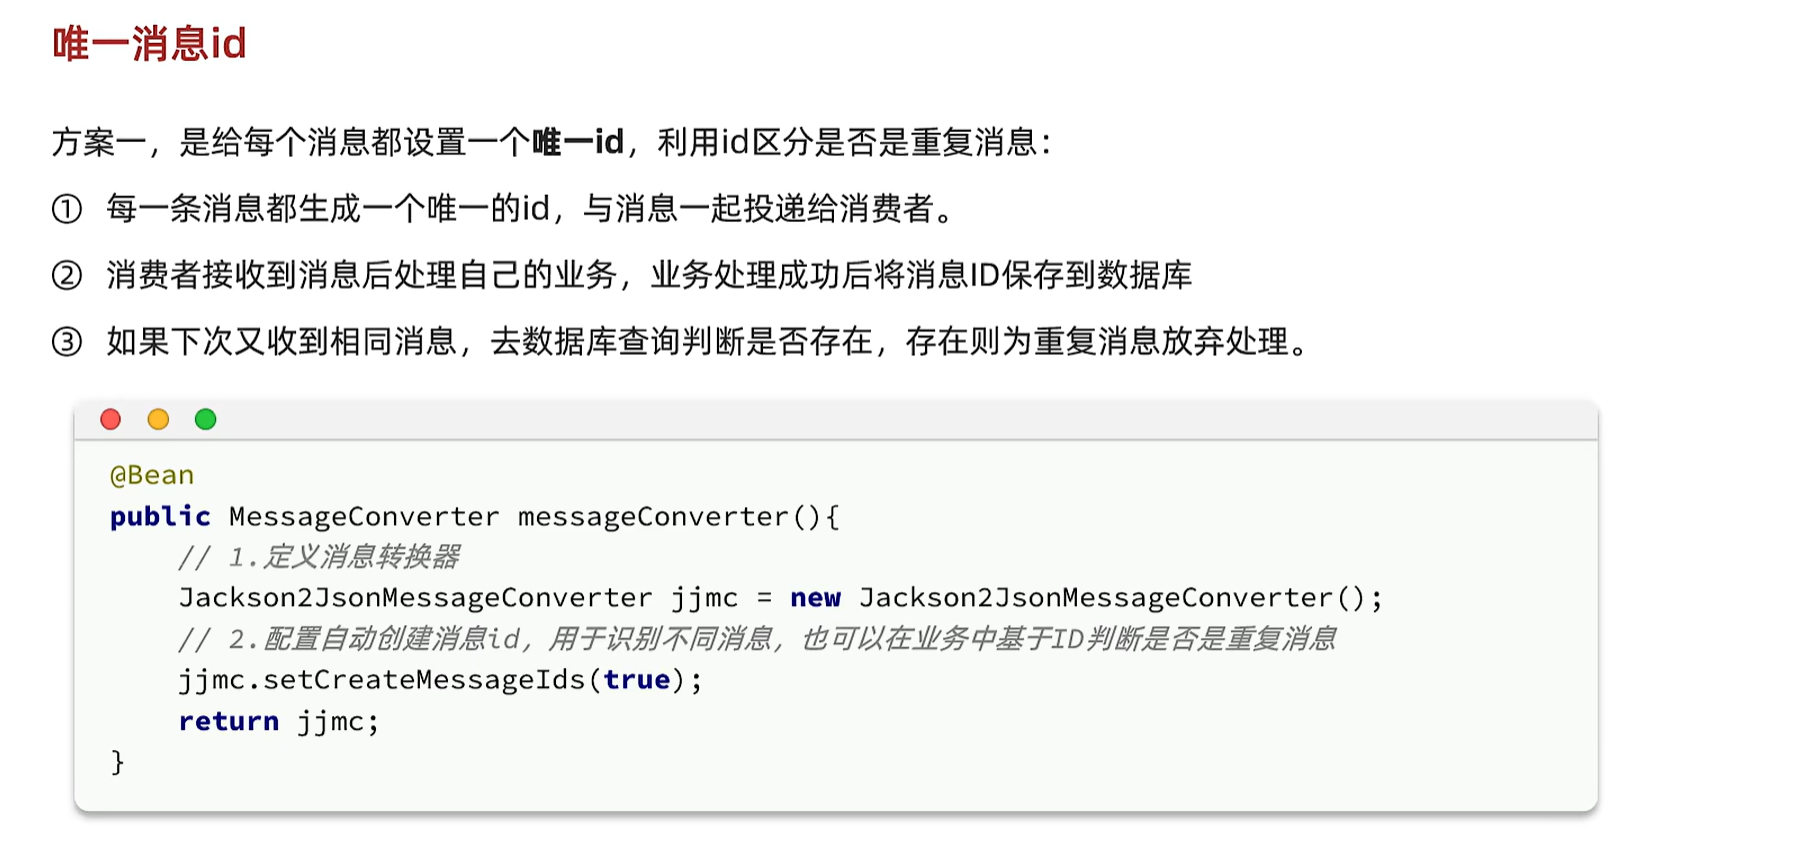 唯一消息id
方案一，是给每个消息都设置一个唯一id，利用id区分是否是重复消息：
① 每一条消息都生成一个唯一的id，与消息一起投递给消费者。
② 消费者接收到消息后处理自己的业务，业务处理成功后将消息ID保存到数据库
③ 如果下次又收到相同消息，去数据库查询判断是否存在，存在则为重复消息放弃处理。
@Bean
public MessageConverter messageConverter(){
    // 1.定义消息转换器
    Jackson2JsonMessageConverter jjmc = new Jackson2JsonMessageConverter();
    // 2.配置自动创建消息id，用于识别不同消息，也可以在业务中基于ID判断是否是重复消息
    jjmc.setCreateMessageIds(true);
    return jjmc;
}